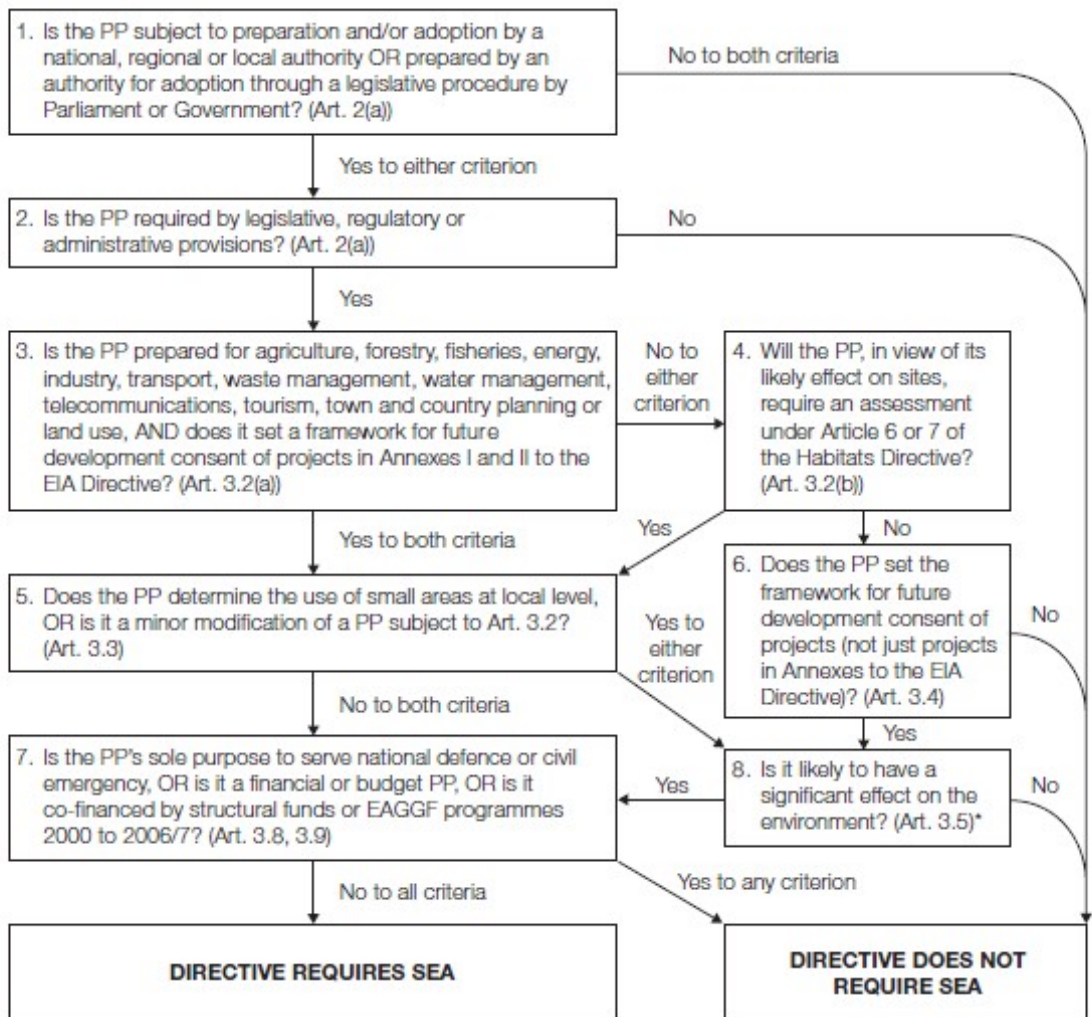 1. Is the PP subject to preparation and/or adoption by a
national, regional or local authority OR prepared by an
authority for adoption through a legislative procedure by
Parliament or Government? (Art. 2(a))
No to both criteria
Yes to either criterion
2. Is the PP required by legislative, regulatory or
administrative provisions? (Art. 2(a))
No
Yes
3. Is the PP prepared for agriculture, forestry, fisheries, energy,
industry, transport, waste management, water management,
telecommunications, tourism, town and country planning or
land use, AND does it set a framework for future
development consent of projects in Annexes I and II to the
EIA Directive? (Art. 3.2(a))
No to
either
criterion
4. Will the PP, in view of its
likely effect on sites,
require an assessment
under Article 6 or 7 of
the Habitats Directive?
(Art. 3.2(b))
Yes to both criteria
Yes
No
5. Does the PP determine the use of small areas at local level,
OR is it a minor modification of a PP subject to Art. 3.2?
(Art. 3.3)
Yes to
either
criterion
6. Does the PP set the
framework for future
development consent of
projects (not just projects
in Annexes to the EIA
Directive)? (Art. 3.4)
No
No to both criteria
Yes
7. Is the PP's sole purpose to serve national defence or civil
emergency, OR is it a financial or budget PP, OR is it
co-financed by structural funds or EAGGF programmes
2000 to 2006/7? (Art. 3.8, 3.9)
Yes
8. Is it likely to have a
significant effect on the
environment? (Art. 3.5)*
No
No to all criteria
Yes to any criterion
DIRECTIVE REQUIRES SEA
DIRECTIVE DOES NOT
REQUIRE SEA